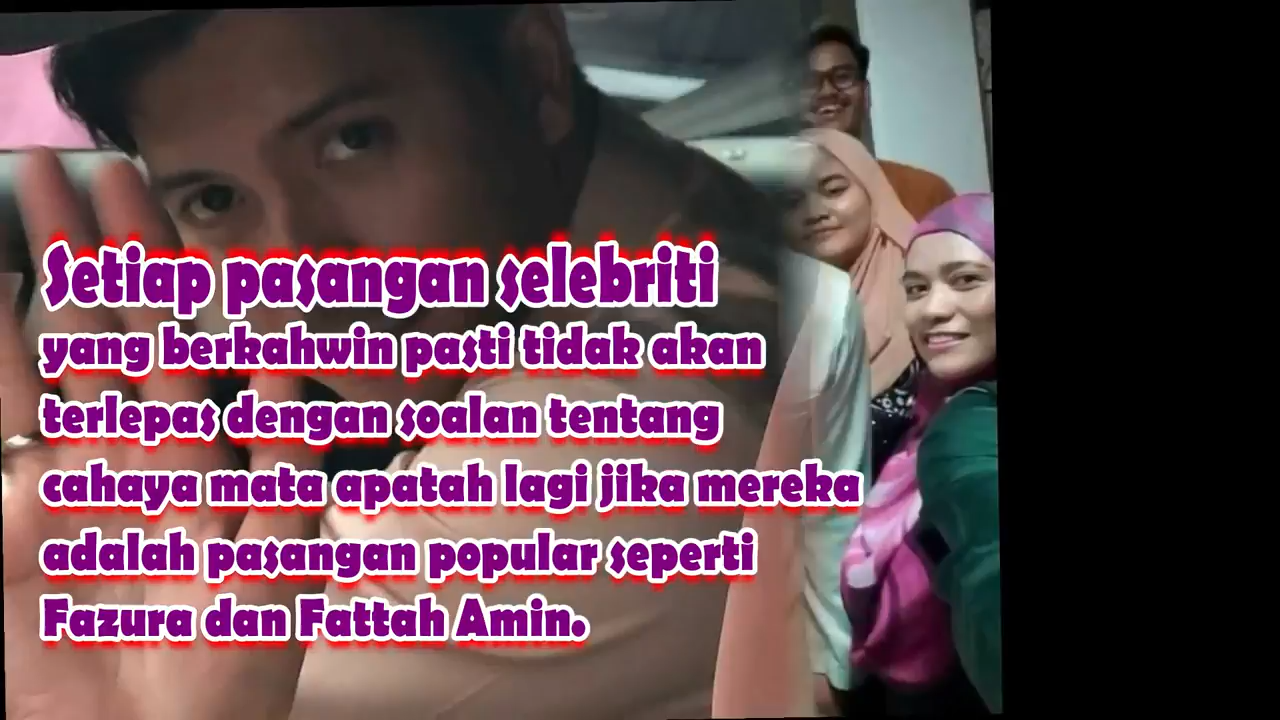 Setiap pasangan selebriti
yang berkahwin pasti tidak akan
terlepas dengan soalan tentang
cahaya mata apatah lagi jika mereka
adalah pasangan popular seperti
Fazura dan Fattah Amin.